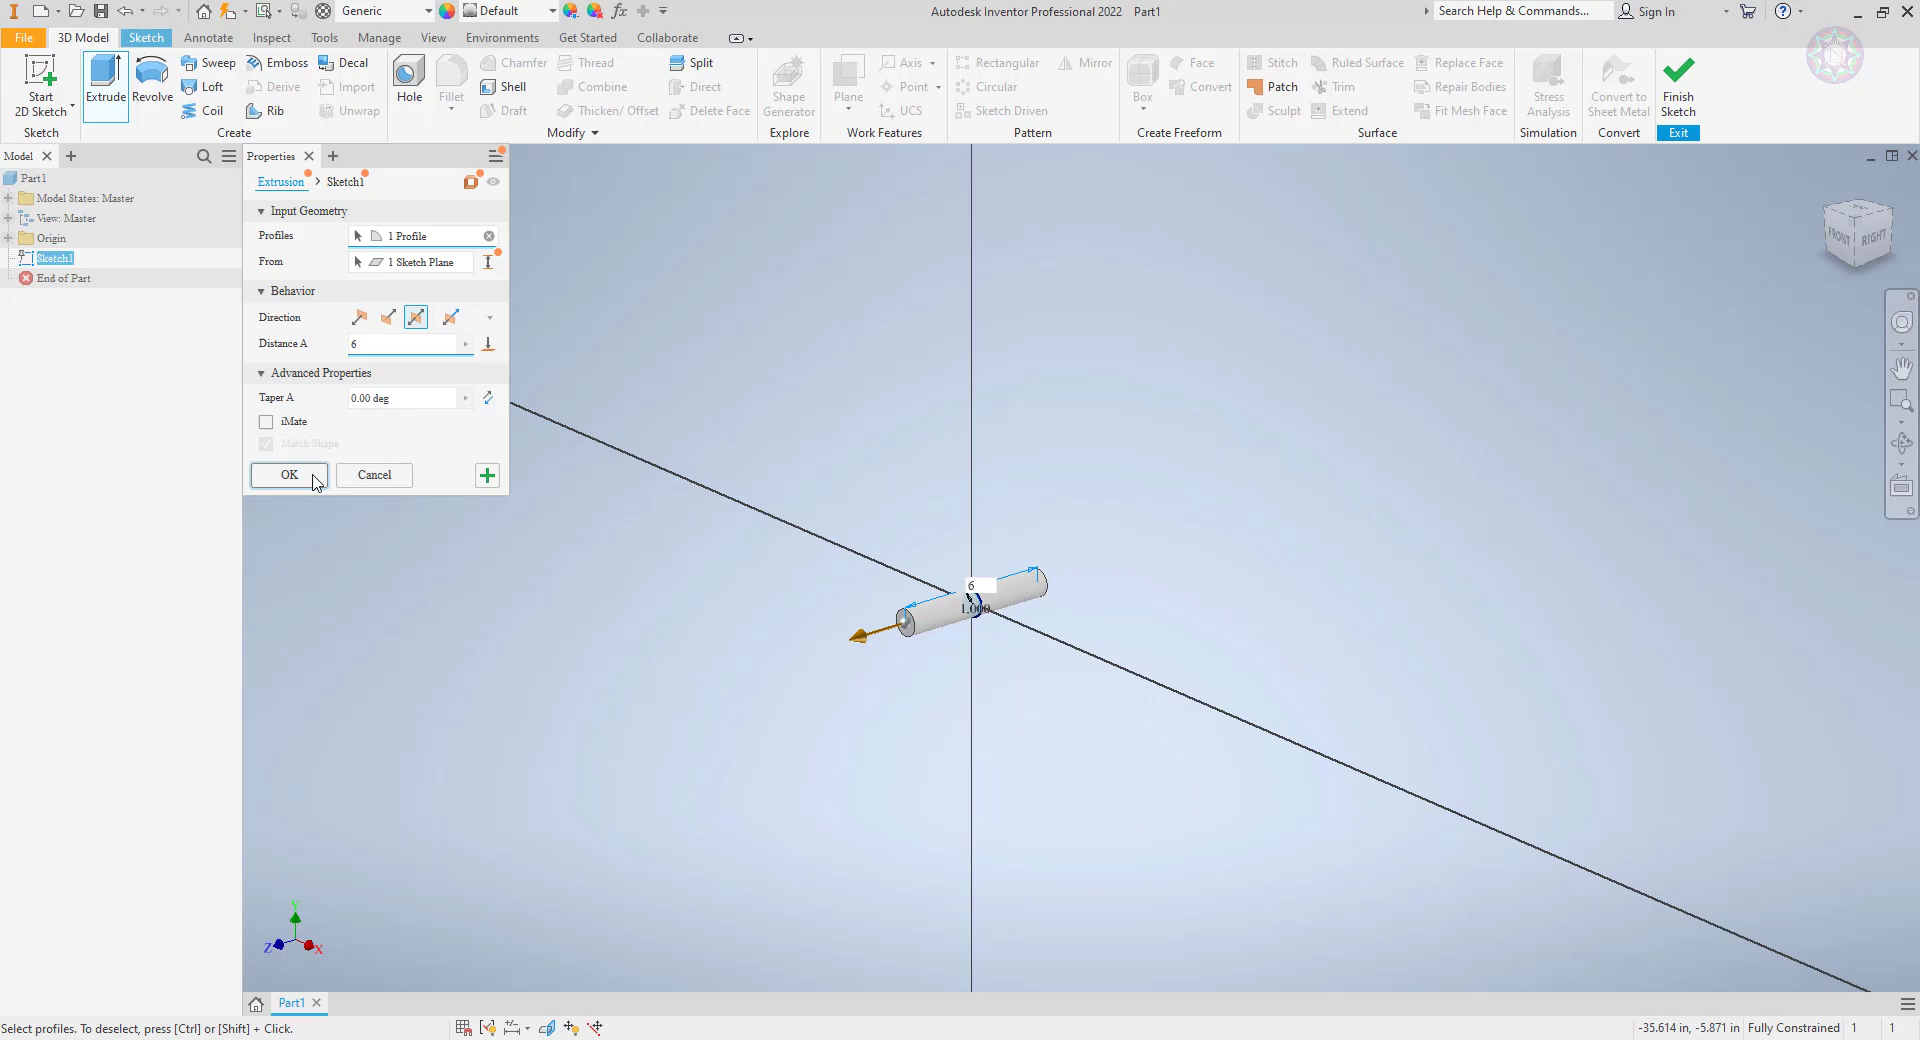 Generic
Default
Autodesk Inventor Professional 2022 Part1
Search Help & Commands...
Sign In
File
3D Model
Sketch
Annotate
Inspect
Tools
Manage
View
Environments
Get Started
Collaborate
Start
2D Sketch
Sketch
Extrude
Revolve
Sweep
Loft
Coil
Emboss
Derive
Rib
Decal
Import
Unwrap
Create
Hole
Fillet
Chamfer
Shell
Draft
Thread
Combine
Thicken/ Offset
Split
Direct
Delete Face
Modify
Shape
Generator
Explore
Plane
Axis
Point
UCS
Work Features
Rectangular
Circular
Sketch Driven
Mirror
Pattern
Box
Face
Convert
Create Freeform
Stitch
Patch
Sculpt
Ruled Surface
Trim
Extend
Replace Face
Repair Bodies
Fit Mesh Face
Surface
Stress
Analysis
Simulation
Convert to
Sheet Metal
Convert
Finish
Sketch
Exit
Model
Part1
Model States: Master
View: Master
Origin
Sketch1
End of Part
Properties
Extrusion
Sketch1
Input Geometry
Profiles
1 Profile
From
1 Sketch Plane
Behavior
Direction
Distance A
6
Advanced Properties
Taper A
0.00 deg
iMate
Match Shape
OK
Cancel
FRONT
RIGHT
6
1.000
Y
Z
X
Part1
Select profiles. To deselect, press [Ctrl] or [Shift] + Click.
-35.614 in, -5.871 in
Fully Constrained
1
1